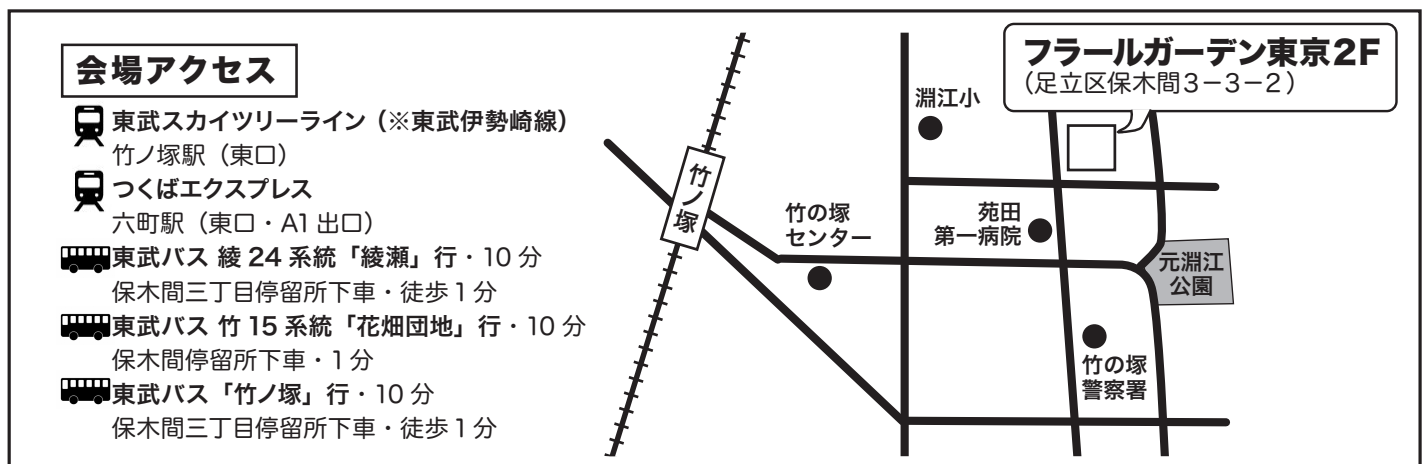 会場アクセス
東武スカイツリーライン（※東武伊勢崎線）
竹ノ塚駅（東口）
つくばエクスプレス
六町駅（東口・A1出口）
東武バス 綾24系統「綾瀬」行・10分
保木間三丁目停留所下車・徒歩1分
東武バス 竹15系統「花畑団地」行・10分
保木間停留所下車・1分
東武バス「竹ノ塚」行・10分
保木間三丁目停留所下車・徒歩1分
フラールガーデン東京2F
（足立区保木間3−3−2）
淵江小
竹ノ塚
竹の塚
センター
苑田
第一病院
元淵江
公園
竹の塚
警察署